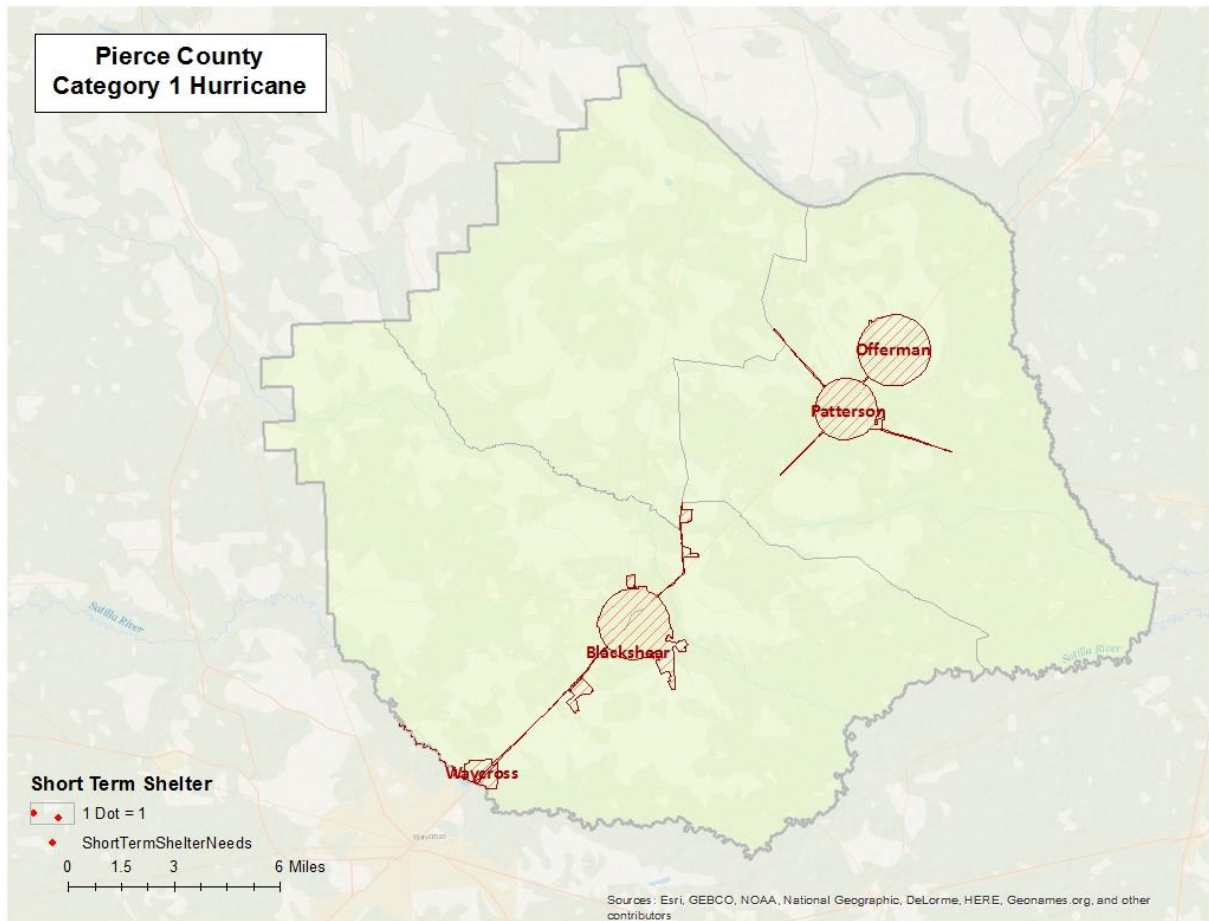 Pierce County
Category 1 Hurricane
Offerman
Patterson
Satilla River
Blackshear
Satilla River
Waycross
Short Term Shelter
1 Dot = 1
Waycross
ShortTermShelterNeeds
0 1.5 3 6 Miles
Sources: Esri, GEBCO, NOAA, National Geographic, DeLorme, HERE, Geonames.org, and other
contributors